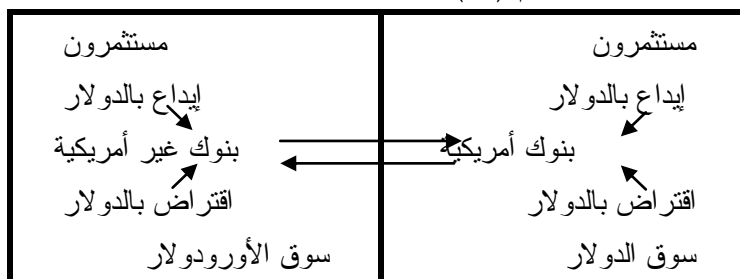 مستثمرون
إيداع بالدولار
بنوك أمريكية
اقتراض بالدولار
سوق الدولار
مستثمرون
إيداع بالدولار
بنوك غير أمريكية
اقتراض بالدولار
سوق الأورودولار